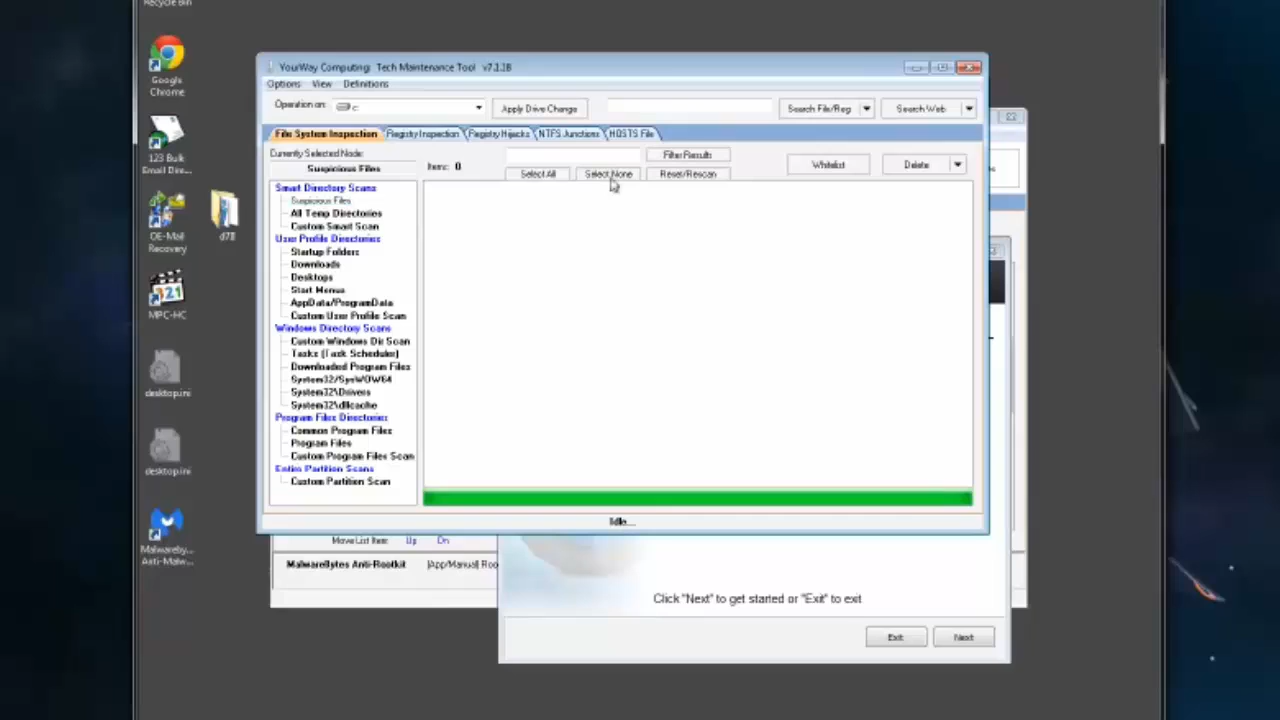 Recycle Bin
Google
Chrome
123 Bulk
Email Dire...
OE-Mail
Recovery
d7II
MPC-HC
desktop.ini
desktop.ini
Malwareby...
Anti-Malw...
YourWay Computing: Tech Maintenance Tool v7.1.18
Options View Definitions
Operation on: c:
Apply Drive Change
Search File/Reg
Search Web
File System Inspection
Registry Inspection
Registry Hijacks
NTFS Junctions
HOSTS File
Currently Selected Node:
Suspicious Files
Items: 0
Filter Results
Select All
Select None
Reset/Rescan
Whitelist
Delete
Smart Directory Scans
Suspicious Files
All Temp Directories
Custom Smart Scan
User Profile Directories
Startup Folders
Downloads
Desktops
Start Menus
AppData/ProgramData
Custom User Profile Scan
Windows Directory Scans
Custom Windows Dir Scan
Tasks (Task Scheduler)
Downloaded Program Files
System32/SysWOW64
System32\Drivers
System32\dllcache
Program Files Directories
Common Program Files
Program Files
Custom Program Files Scan
Entire Partition Scans
Custom Partition Scan
Idle...
Move List Item: Up Dn
MalwareBytes Anti-Rootkit
[App/Manual] Roo
Click "Next" to get started or "Exit" to exit
Exit
Next